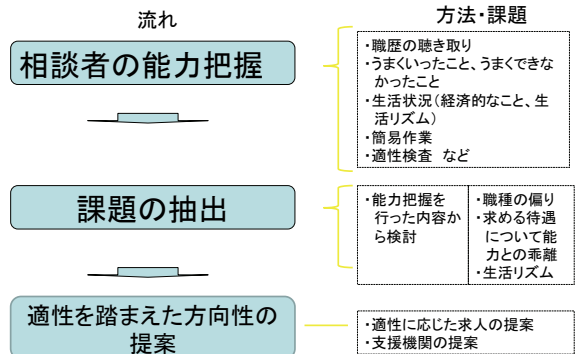 流れ
方法・課題
相談者の能力把握
・職歴の聴き取り
・うまくいったこと、うまくできな
かったこと
・生活状況(経済的なこと、生
活リズム)
・簡易作業
・適性検査 など
課題の抽出
・能力把握を
行った内容か
ら検討
・職種の偏り
・求める待遇
について能
力との乖離
・生活リズム
適性を踏まえた方向性の
提案
・適性に応じた求人の提案
・支援機関の提案